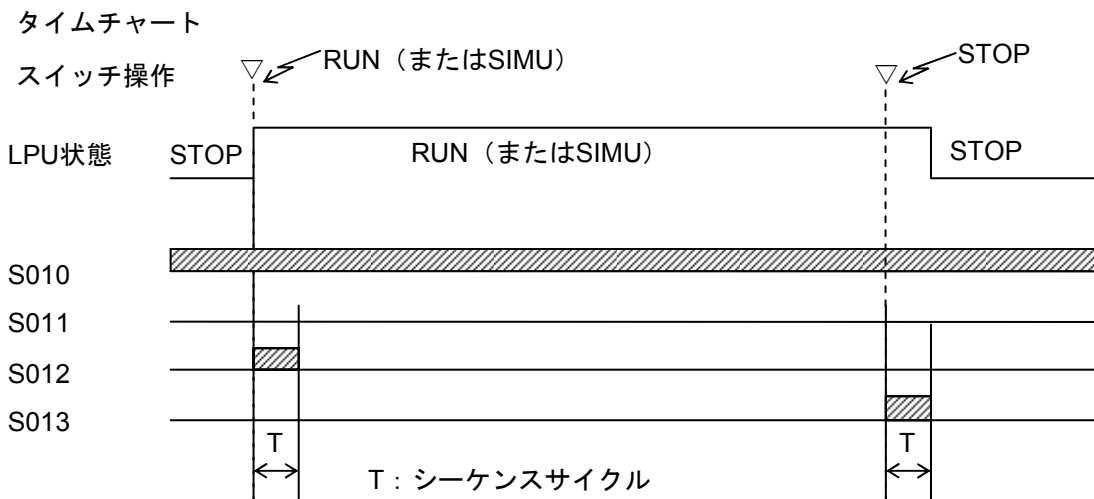 タイムチャート
スイッチ操作 RUN（またはSIMU） STOP
LPU状態 STOP RUN（またはSIMU） STOP
S010
S011
S012
S013
T T
T：シーケンスサイクル